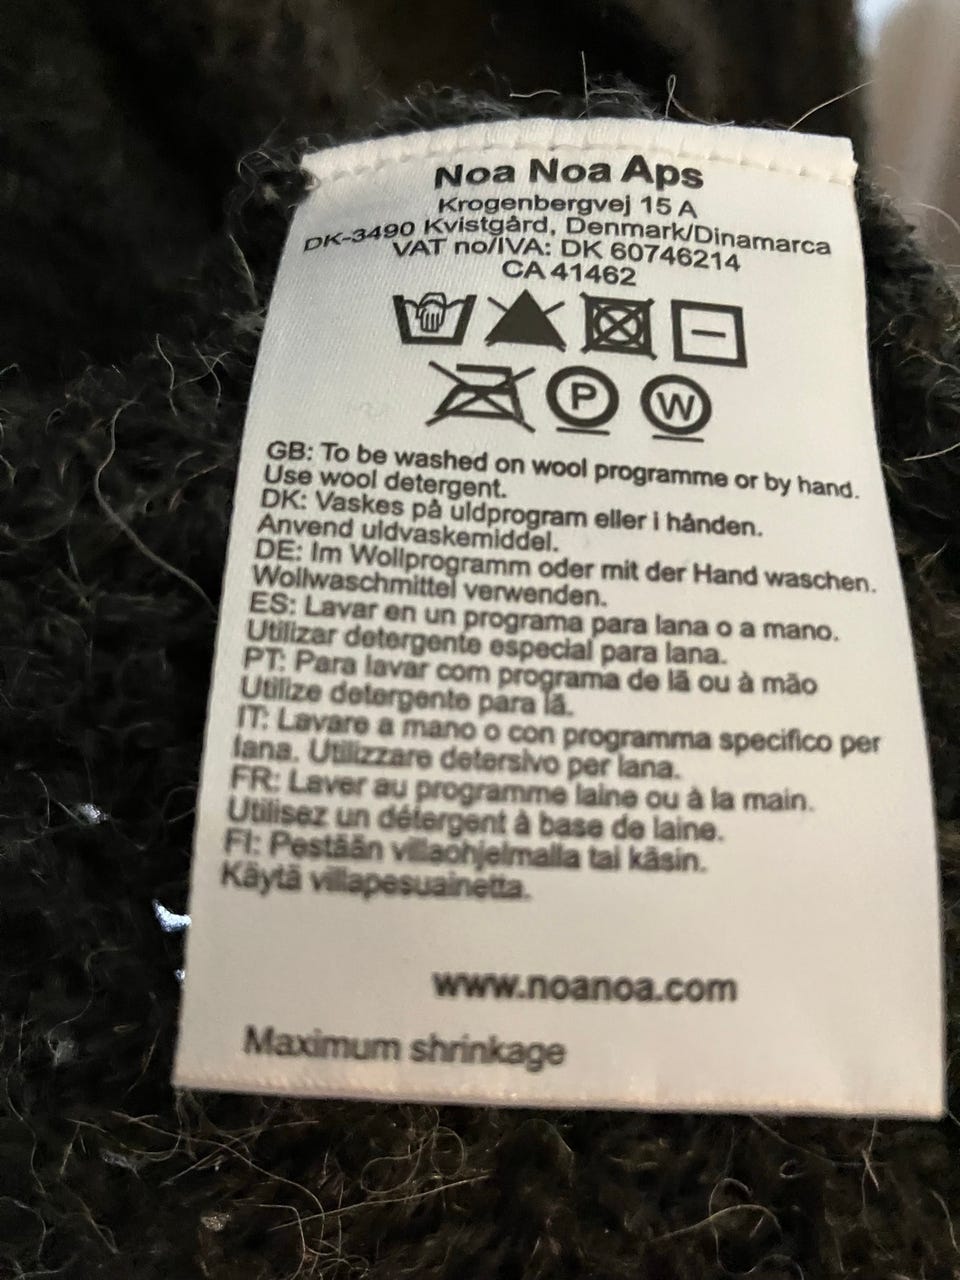 Noa Noa Aps
Krogenbergvej 15 A
DK-3490 Kvistgård, Denmark/Dinamarca
VAT no/IVA: DK 60746214
CA 41462
P W
GB: To be washed on wool programme or by hand.
Use wool detergent.
DK: Vaskes på uldprogram eller i hånden.
Anvend uldvaskemiddel.
DE: Im Wollprogramm oder mit der Hand waschen.
Wollwaschmittel verwenden.
ES: Lavar en un programa para lana o a mano.
Utilizar detergente especial para lana.
PT: Para lavar com programa de lã ou à mão
Utilize detergente para lã.
IT: Lavare a mano o con programma specifico per
lana. Utilizzare detersivo per lana.
FR: Laver au programme laine ou à la main.
Utilisez un détergent à base de laine.
FI: Pestään villaohjelmalla tai käsin.
Käytä villapesuainetta.
www.noanoa.com
Maximum shrinkage